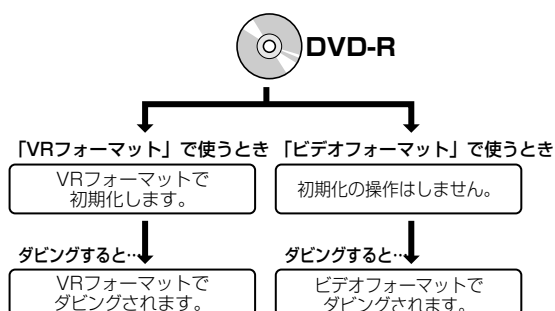 DVD-R
「VRフォーマット」で使うとき
VRフォーマットで
初期化します。
ダビングすると…
VRフォーマットで
ダビングされます。
「ビデオフォーマット」で使うとき
初期化の操作はしません。
ダビングすると…
ビデオフォーマットで
ダビングされます。